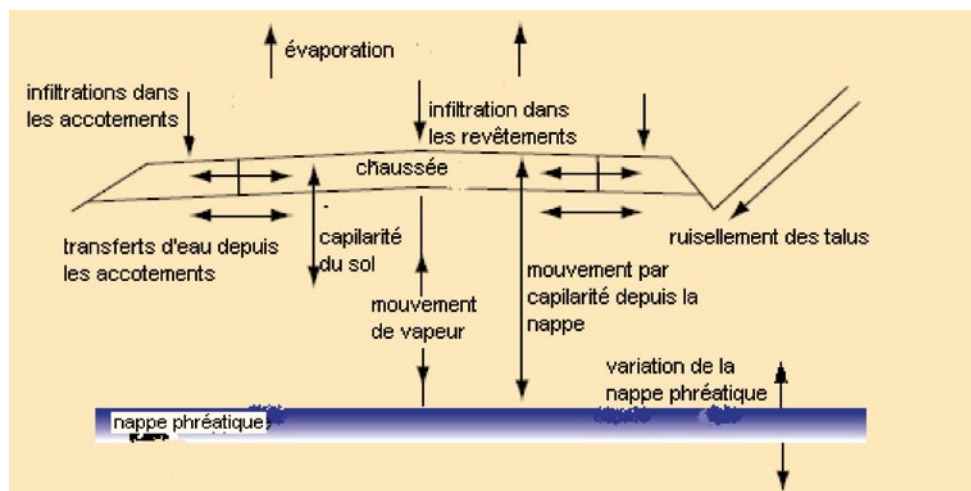 évaporation
infiltrations dans
les accotements
infiltration dans
les revêtements
chaussée
transferts d'eau depuis
les accotements
capilarité
du sol
ruisellement des talus
mouvement par
capilarité depuis la
nappe
mouvement
de vapeur
variation de la
nappe phréatique
nappe phréatique